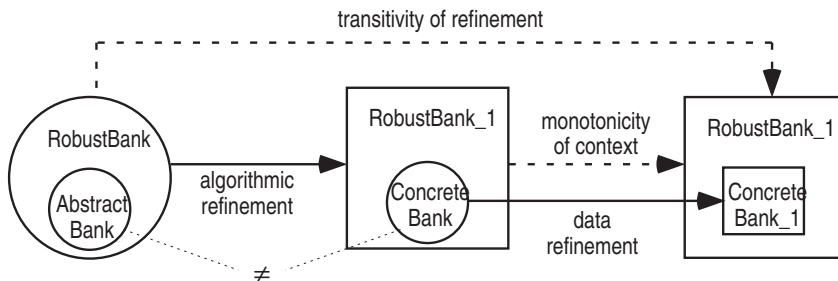 transitivity of refinement
RobustBank
Abstract
Bank
algorithmic
refinement
RobustBank_1
Concrete
Bank
≠
monotonicity
of context
data
refinement
RobustBank_1
Concrete
Bank_1